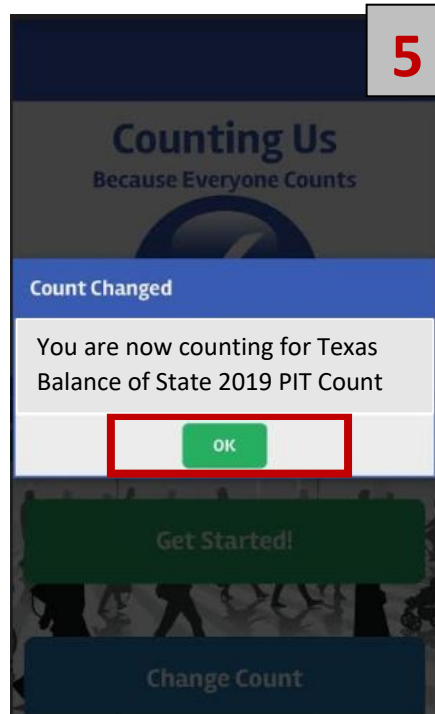 5
Counting Us
Because Everyone Counts
Count Changed
You are now counting for Texas
Balance of State 2019 PIT Count
OK
Get Started!
Change Count